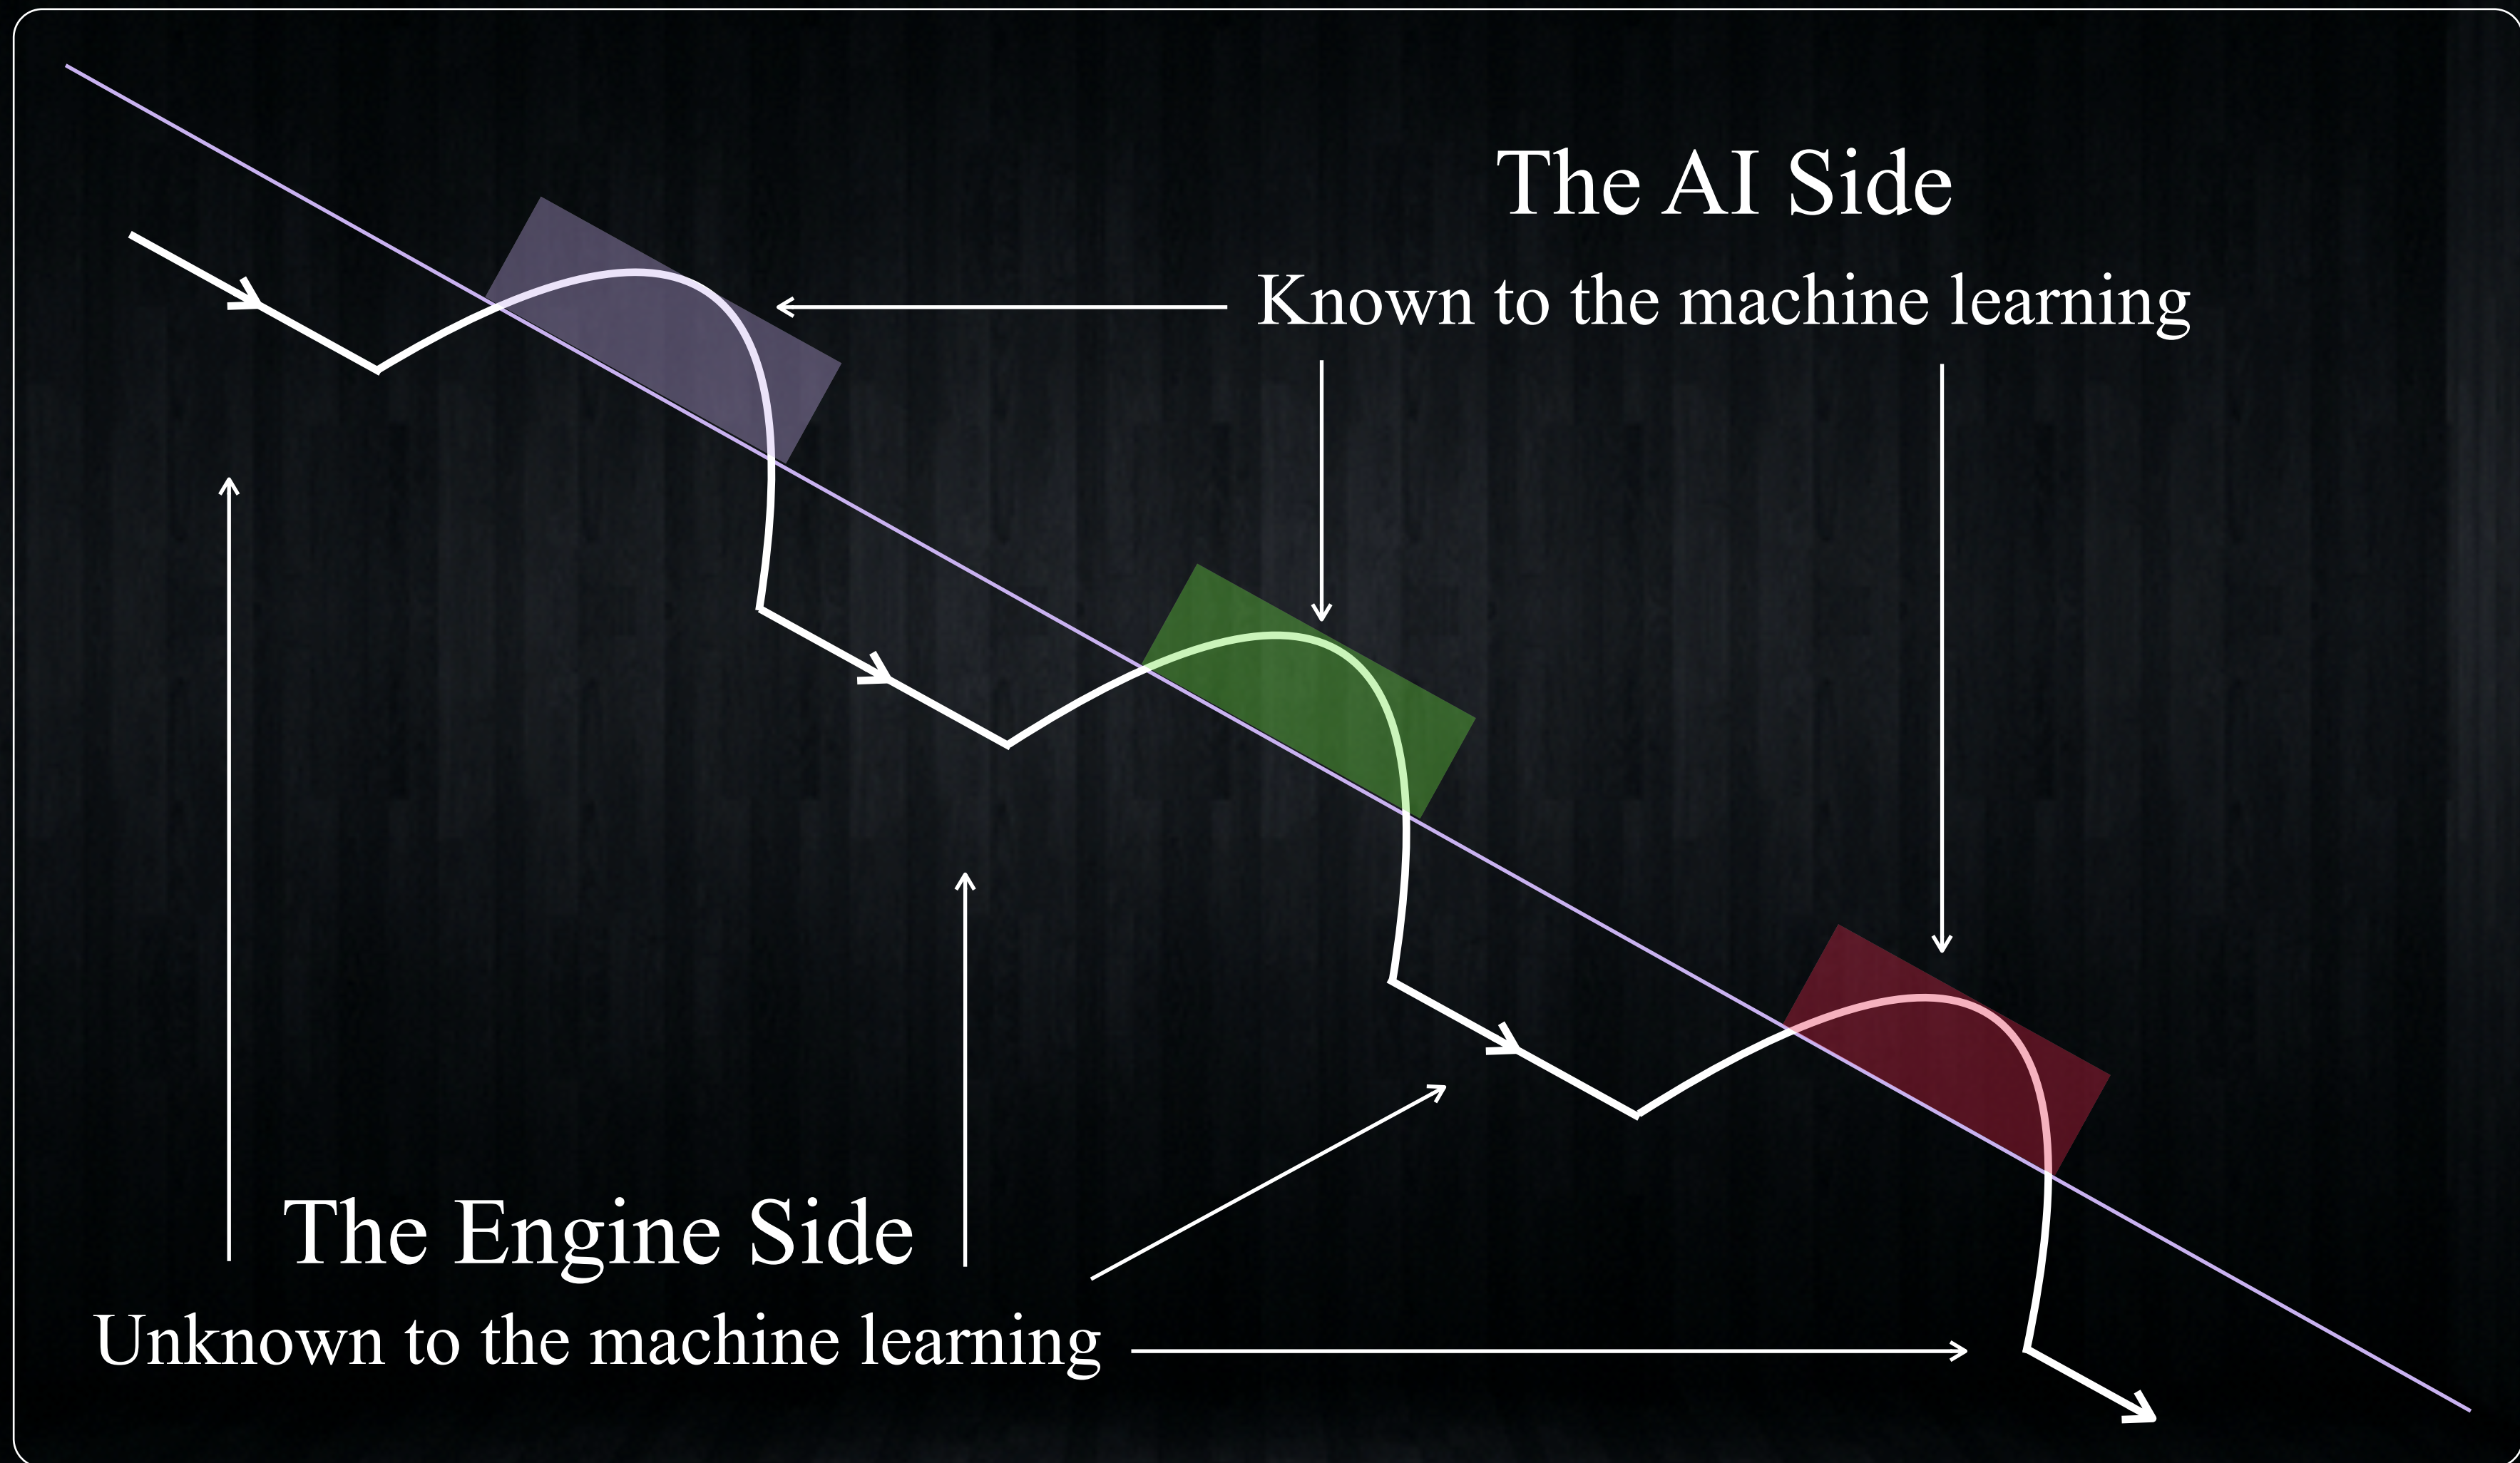 The AI Side
Known to the machine learning
The Engine Side
Unknown to the machine learning